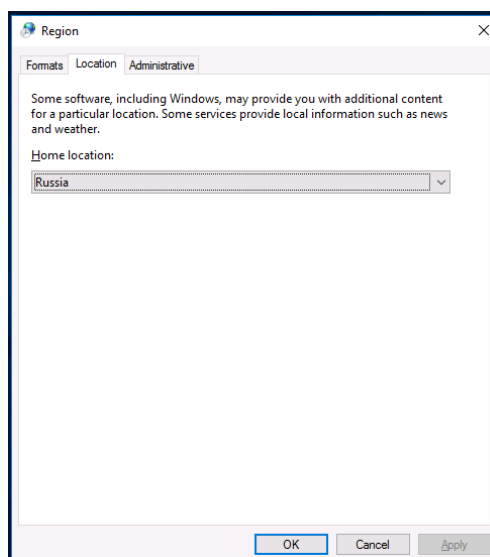 Region
Formats Location Administrative
Some software, including Windows, may provide you with additional content
for a particular location. Some services provide local information such as news
and weather.
Home location:
Russia
OK Cancel Apply